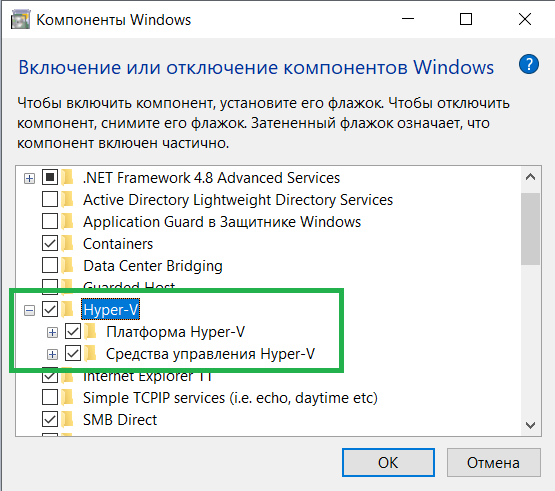 Компоненты Windows
Включение или отключение компонентов Windows
?
Чтобы включить компонент, установите его флажок. Чтобы отключить
компонент, снимите его флажок. Затененный флажок означает, что
компонент включен частично.
.NET Framework 4.8 Advanced Services
Active Directory Lightweight Directory Services
Application Guard в Защитнике Windows
Containers
Data Center Bridging
Guarded Host
Hyper-V
Платформа Hyper-V
Средства управления Hyper-V
Internet Explorer 11
Simple TCPIP services (i.e. echo, daytime etc)
SMB Direct
ОК
Отмена